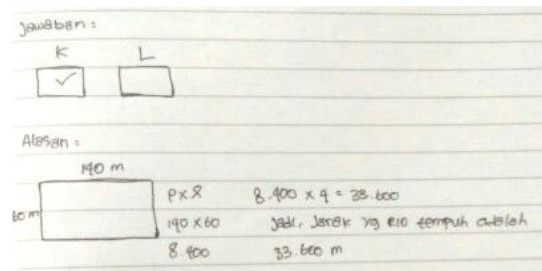 Jawaban :
K L
✓
Alasan :
140 m
60 m
P x l
140 x 60
8.400
8.400 x 4 = 33.600
Jadi, Jarak yg Rio tempuh adalah
33.600 m